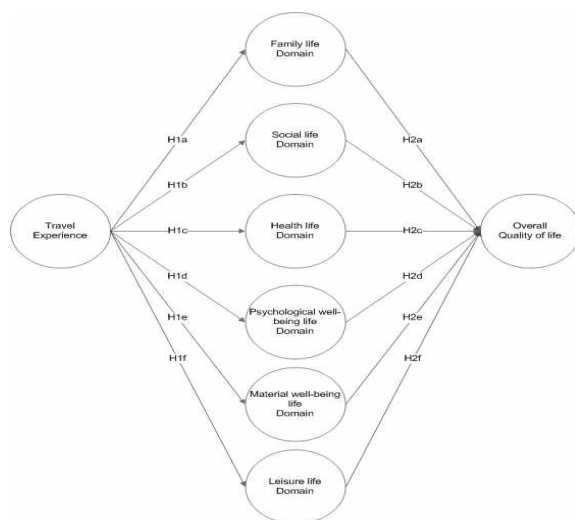 Family life
Domain
H1a
H2a
Social life
Domain
H1b
H2b
Travel
Experience
H1c
Health life
Domain
H2c
Overall
Quality of life
H1d
H2d
Psychological well-
being life
Domain
H1e
H2e
H1f
H2f
Material well-being
life
Domain
Leisure life
Domain